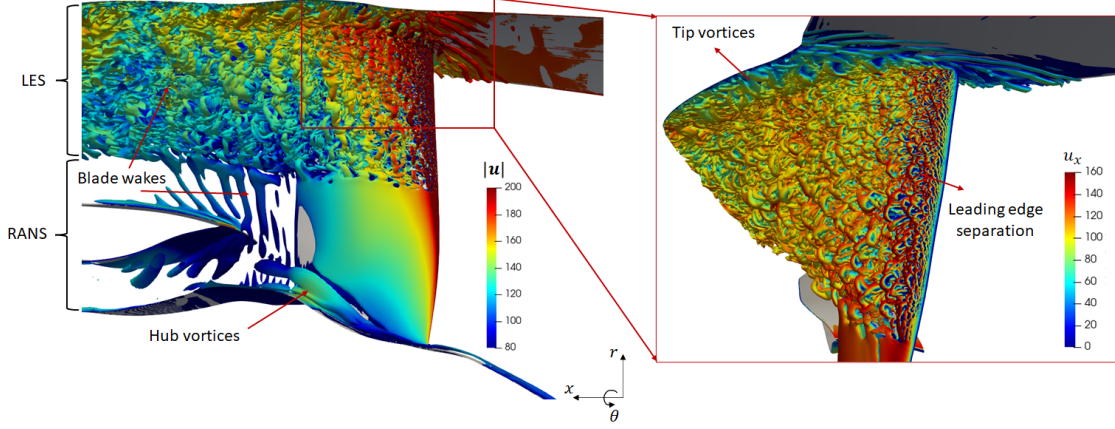 LES
RANS
Blade wakes
Hub vortices
|u|
200
180
160
140
120
100
80
r
x
θ
Tip vortices
Leading edge
separation
u_x
160
140
120
100
80
60
40
20
0